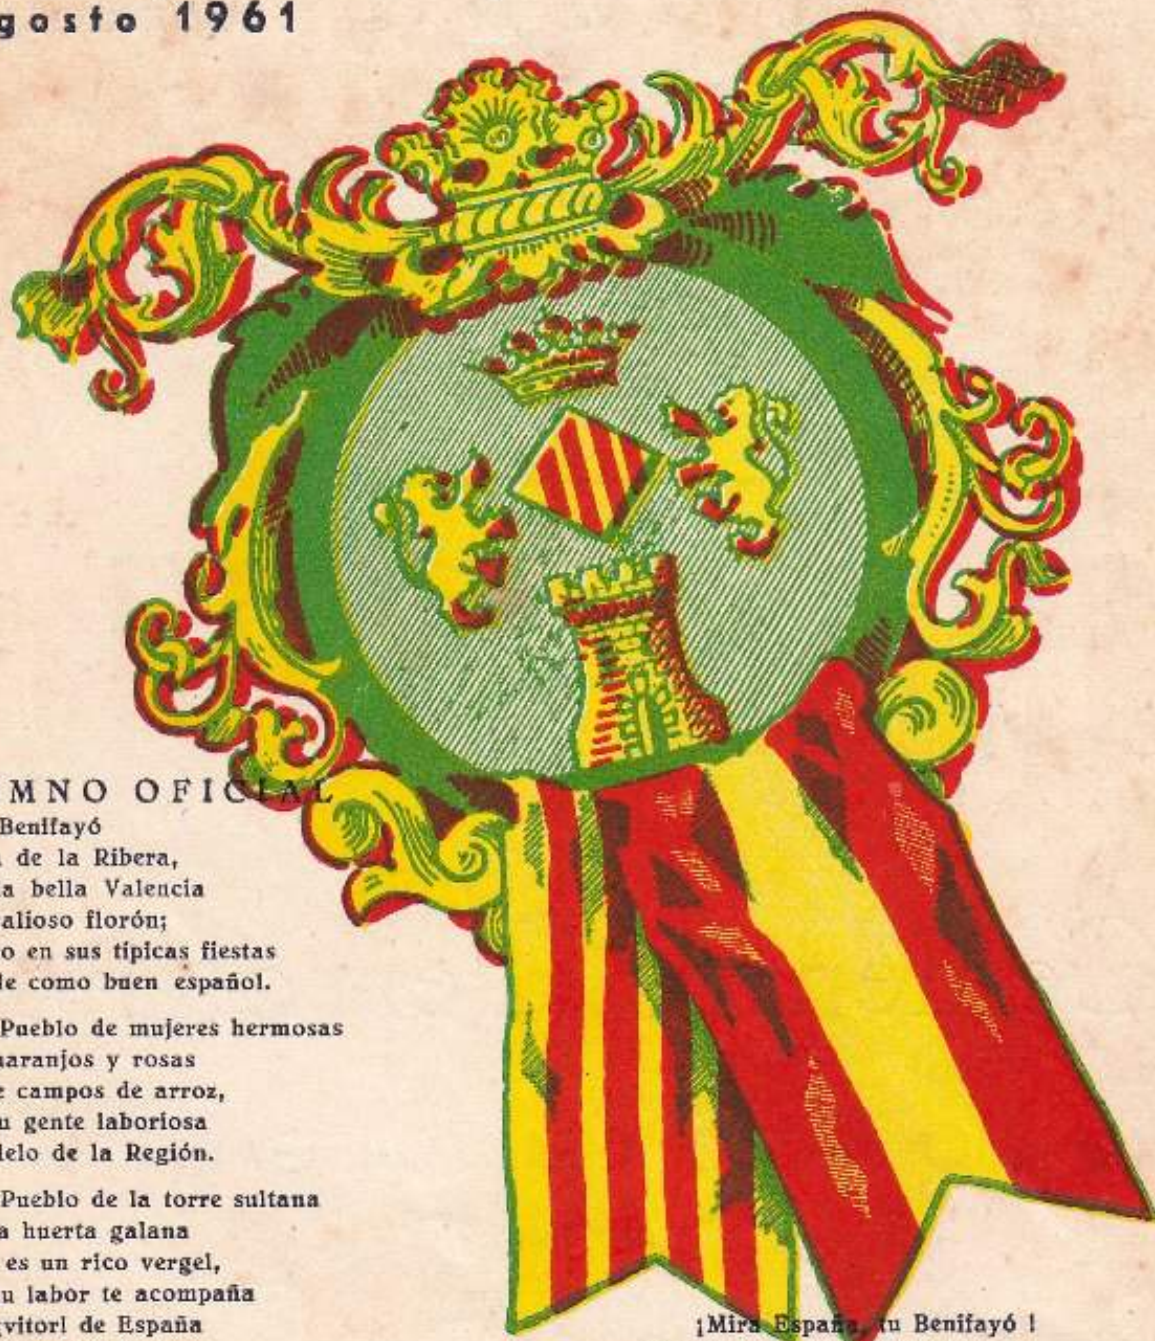 gosto 1961
MNO OFICIAL
Benifayó
de la Ribera,
a bella Valencia
alioso florón;
o en sus típicas fiestas
le como buen español.
Pueblo de mujeres hermosas
naranjos y rosas
e campos de arroz,
u gente laboriosa
delo de la Región.
Pueblo de la torre sultana
a huerta galana
es un rico vergel,
u labor te acompaña
¡vitor! de España
¡Mira España, tu Benifayó !